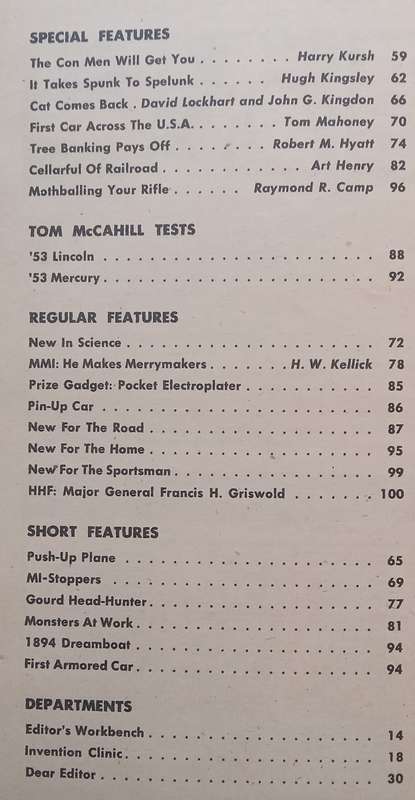 SPECIAL FEATURES
The Con Men Will Get You . . . . . . . . Harry Kursh 59
It Takes Spunk To Spelunk . . . . . . . Hugh Kingsley 62
Cat Comes Back . David Lockhart and John G. Kingdon 66
First Car Across The U.S.A. . . . . . . . . Tom Mahoney 70
Tree Banking Pays Off . . . . . . . Robert M. Hyatt 74
Cellarful Of Railroad . . . . . . . . . . Art Henry 82
Mothballing Your Rifle . . . . . . Raymond R. Camp 96
TOM McCAHILL TESTS
'53 Lincoln . . . . . . . . . . . . . . . . . . . . . 88
'53 Mercury . . . . . . . . . . . . . . . . . . . . . 92
REGULAR FEATURES
New In Science . . . . . . . . . . . . . . . . . . . 72
MMI: He Makes Merrymakers . . . . . . . H. W. Kellick 78
Prize Gadget: Pocket Electroplater . . . . . . . . . . 85
Pin-Up Car . . . . . . . . . . . . . . . . . . . . . 86
New For The Road . . . . . . . . . . . . . . . . . . 87
New For The Home . . . . . . . . . . . . . . . . . . 95
New For The Sportsman . . . . . . . . . . . . . . . . 99
HHF: Major General Francis H. Griswold . . . . . . . 100
SHORT FEATURES
Push-Up Plane . . . . . . . . . . . . . . . . . . . . 65
MI-Stoppers . . . . . . . . . . . . . . . . . . . . . 69
Gourd Head-Hunter . . . . . . . . . . . . . . . . . . 77
Monsters At Work . . . . . . . . . . . . . . . . . . 81
1894 Dreamboat . . . . . . . . . . . . . . . . . . . 94
First Armored Car . . . . . . . . . . . . . . . . . . 94
DEPARTMENTS
Editor's Workbench . . . . . . . . . . . . . . . . . 14
Invention Clinic . . . . . . . . . . . . . . . . . . . 18
Dear Editor . . . . . . . . . . . . . . . . . . . . . 30